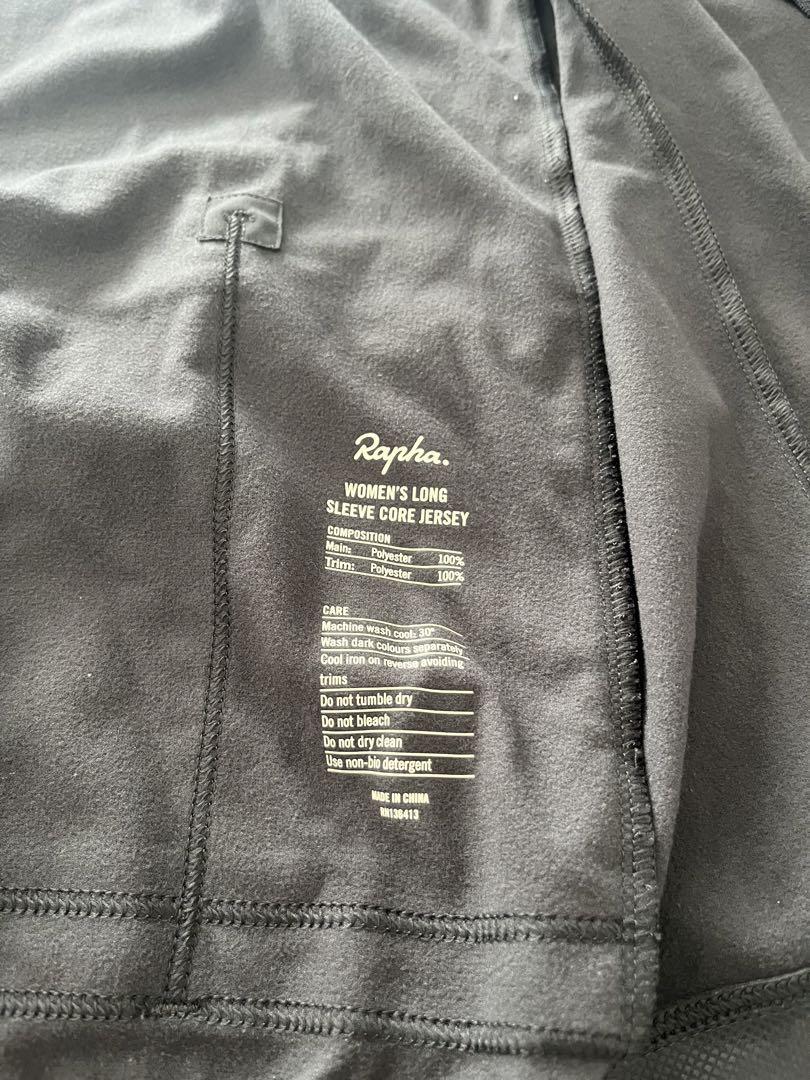 Rapha.
WOMEN'S LONG
SLEEVE CORE JERSEY
COMPOSITION
Main: Polyester 100%
Trim: Polyester 100%
CARE
Machine wash cool: 30°
Wash dark colours separately
Cool iron on reverse avoiding
trims
Do not tumble dry
Do not bleach
Do not dry clean
Use non-bio detergent
MADE IN CHINA
RN136413